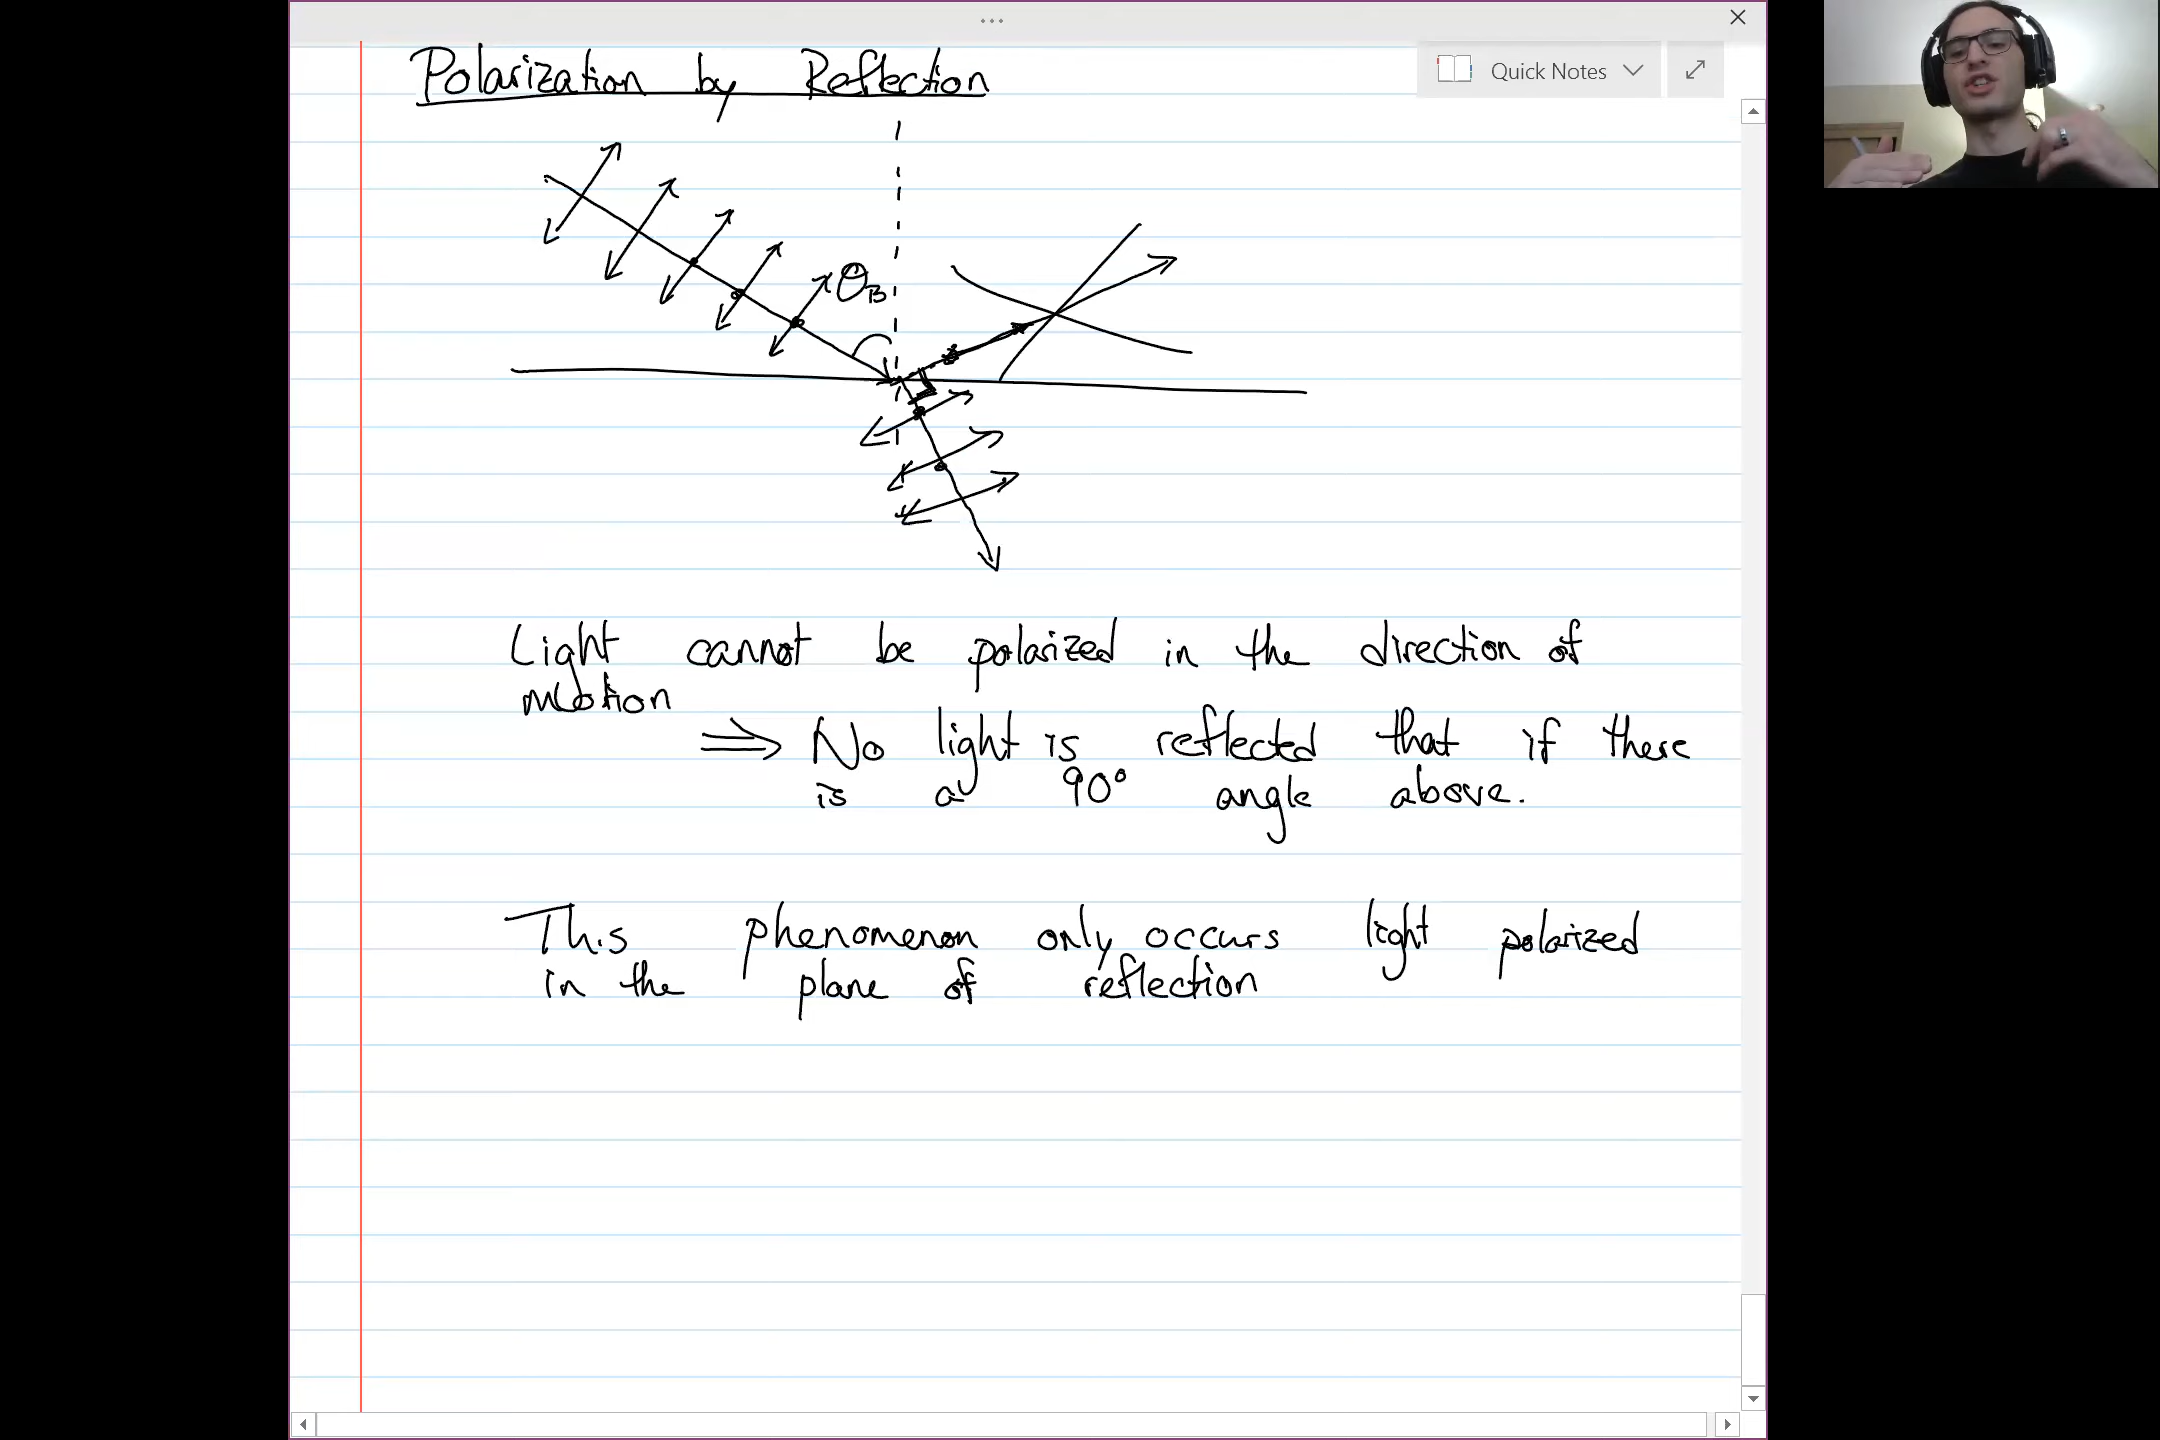 Polarization by Reflection
Quick Notes
θB
Light cannot be polarized in the direction of
motion
⇒ No light is reflected that if there
is a 90° angle above.
This phenomenon only occurs light polarized
in the plane of reflection